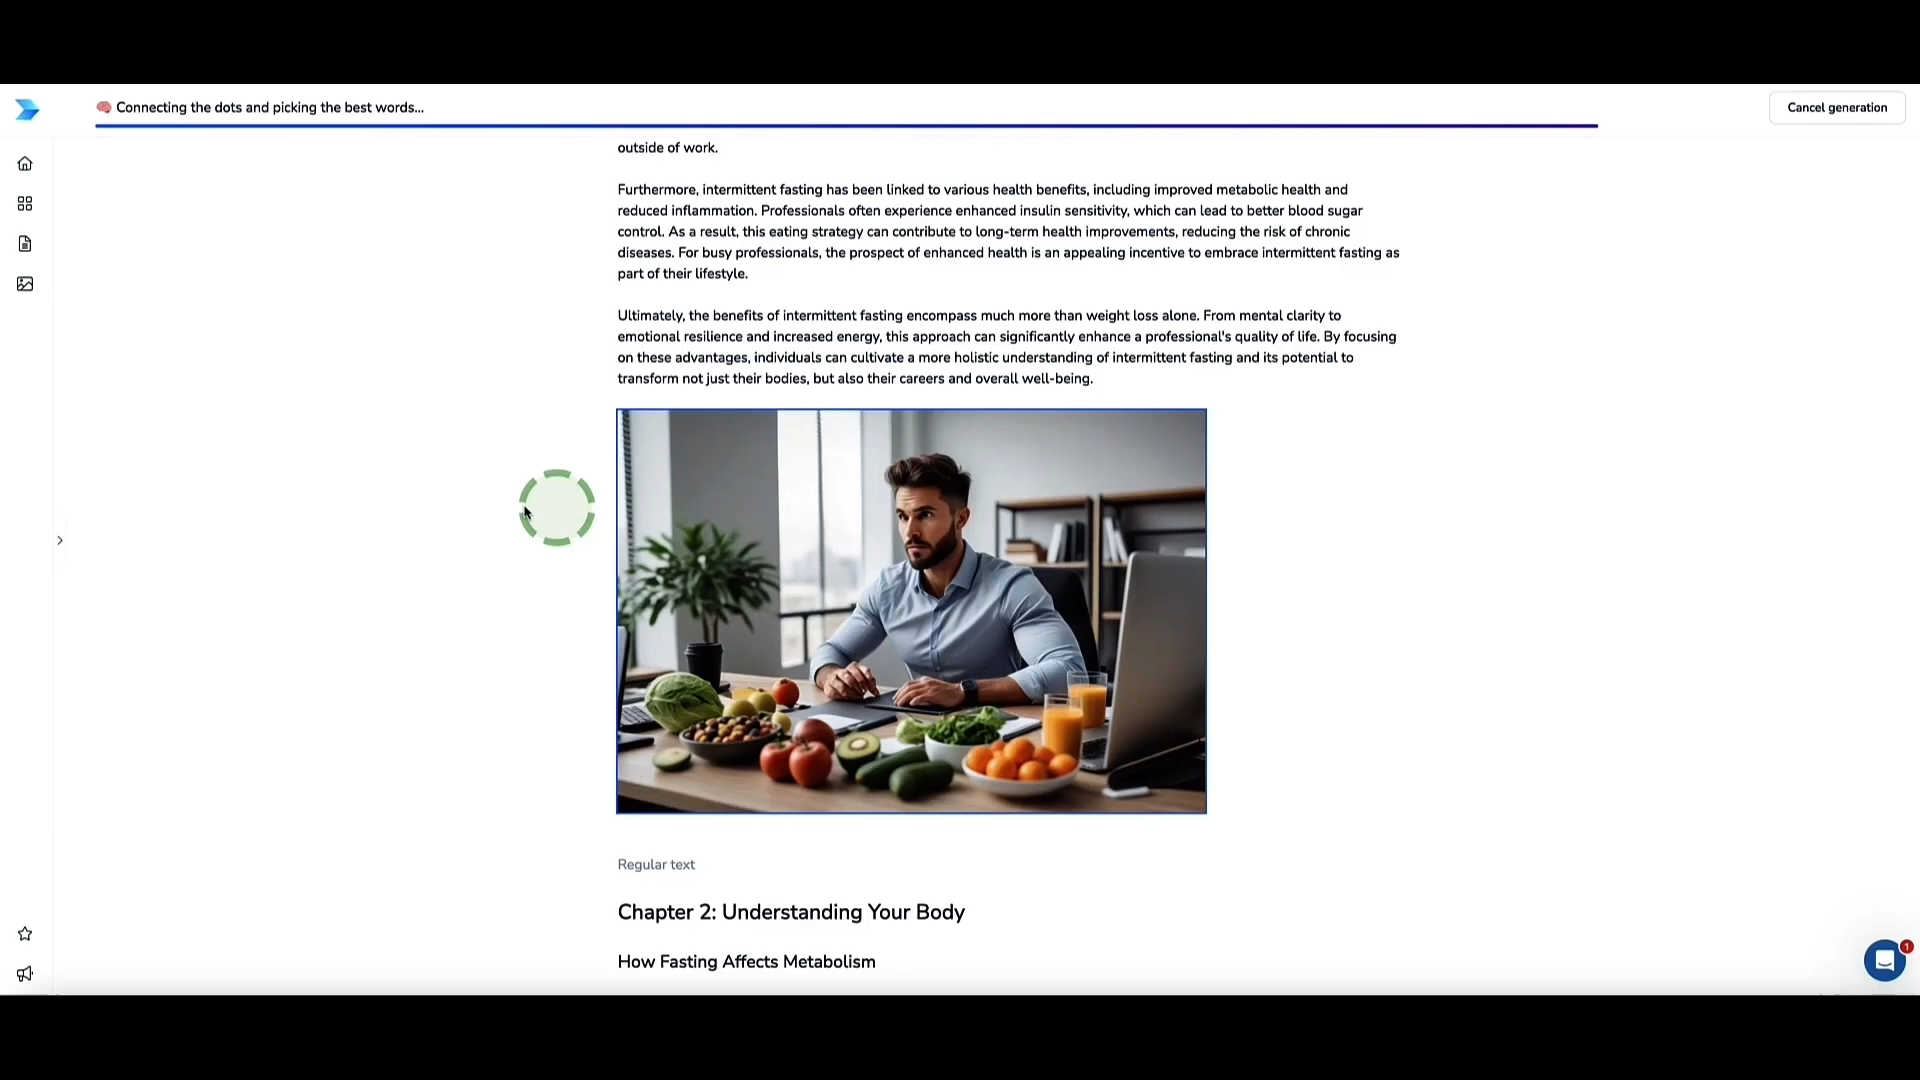 🧠 Connecting the dots and picking the best words...
Cancel generation
outside of work.
Furthermore, intermittent fasting has been linked to various health benefits, including improved metabolic health and
reduced inflammation. Professionals often experience enhanced insulin sensitivity, which can lead to better blood sugar
control. As a result, this eating strategy can contribute to long-term health improvements, reducing the risk of chronic
diseases. For busy professionals, the prospect of enhanced health is an appealing incentive to embrace intermittent fasting as
part of their lifestyle.
Ultimately, the benefits of intermittent fasting encompass much more than weight loss alone. From mental clarity to
emotional resilience and increased energy, this approach can significantly enhance a professional's quality of life. By focusing
on these advantages, individuals can cultivate a more holistic understanding of intermittent fasting and its potential to
transform not just their bodies, but also their careers and overall well-being.
Regular text
Chapter 2: Understanding Your Body
How Fasting Affects Metabolism
1